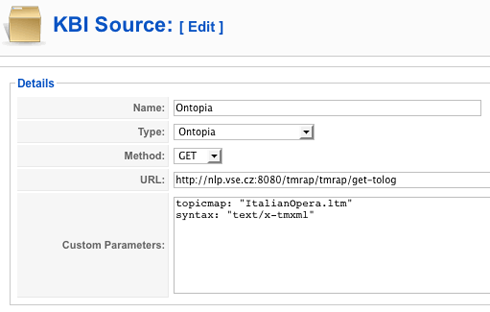 KBI Source: [ Edit ]
Details
Name: Ontopia
Type: Ontopia
Method: GET
URL: http://nlp.vse.cz:8080/tmrap/tmrap/get-tolog
Custom Parameters: topicmap: "ItalianOpera.ltm"
syntax: "text/x-tmxml"